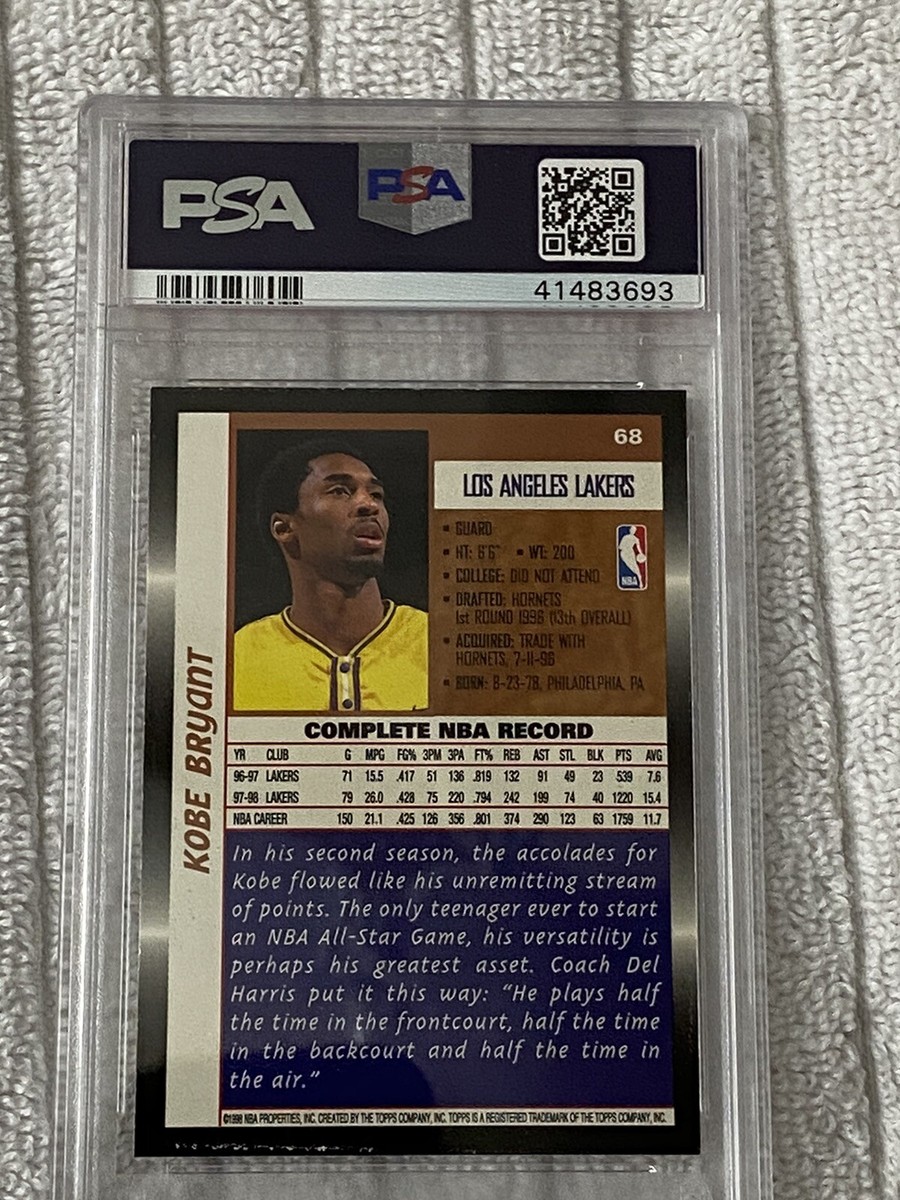 PSA
PSA
41483693
68
LOS ANGELES LAKERS
• GUARD
• HT: 6'6" • WT: 200
• COLLEGE: DID NOT ATTEND
• DRAFTED: HORNETS
1st ROUND 1996 (13th OVERALL)
• ACQUIRED: TRADE WITH
HORNETS, 7-11-96
• BORN: 8-23-78, PHILADELPHIA, PA
NBA
KOBE BRyANT
COMPLETE NBA RECORD
YR CLUB G MPG FG% 3PM 3PA FT% REB AST STL BLK PTS AVG
96-97 LAKERS 71 15.5 .417 51 136 .819 132 91 49 23 539 7.6
97-98 LAKERS 79 26.0 .428 75 220 .794 242 199 74 40 1220 15.4
NBA CAREER 150 21.1 .425 126 356 .801 374 290 123 63 1759 11.7
In his second season, the accolades for
Kobe flowed like his unremitting stream
of points. The only teenager ever to start
an NBA All-Star Game, his versatility is
perhaps his greatest asset. Coach Del
Harris put it this way: “He plays half
the time in the frontcourt, half the time
in the backcourt and half the time in
the air.”
©1998 NBA PROPERTIES, INC. CREATED BY THE TOPPS COMPANY, INC. TOPPS IS A REGISTERED TRADEMARK OF THE TOPPS COMPANY, INC.